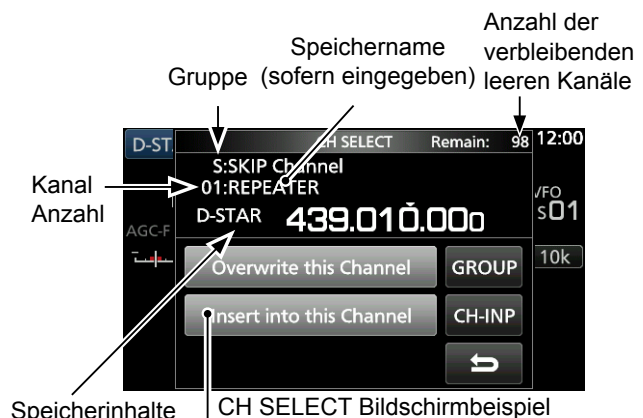 Anzahl der
verbleibenden
leeren Kanäle
Speichername
(sofern eingegeben)
Gruppe
D-ST
CH SELECT Remain: 98 12:00
S:SKIP Channel
Kanal
Anzahl
01:REPEATER
VFO
S01
D-STAR 439.010.000
AGC-F
10k
Overwrite this Channel GROUP
Insert into this Channel CH-INP
Speicherinhalte
CH SELECT Bildschirmbeispiel